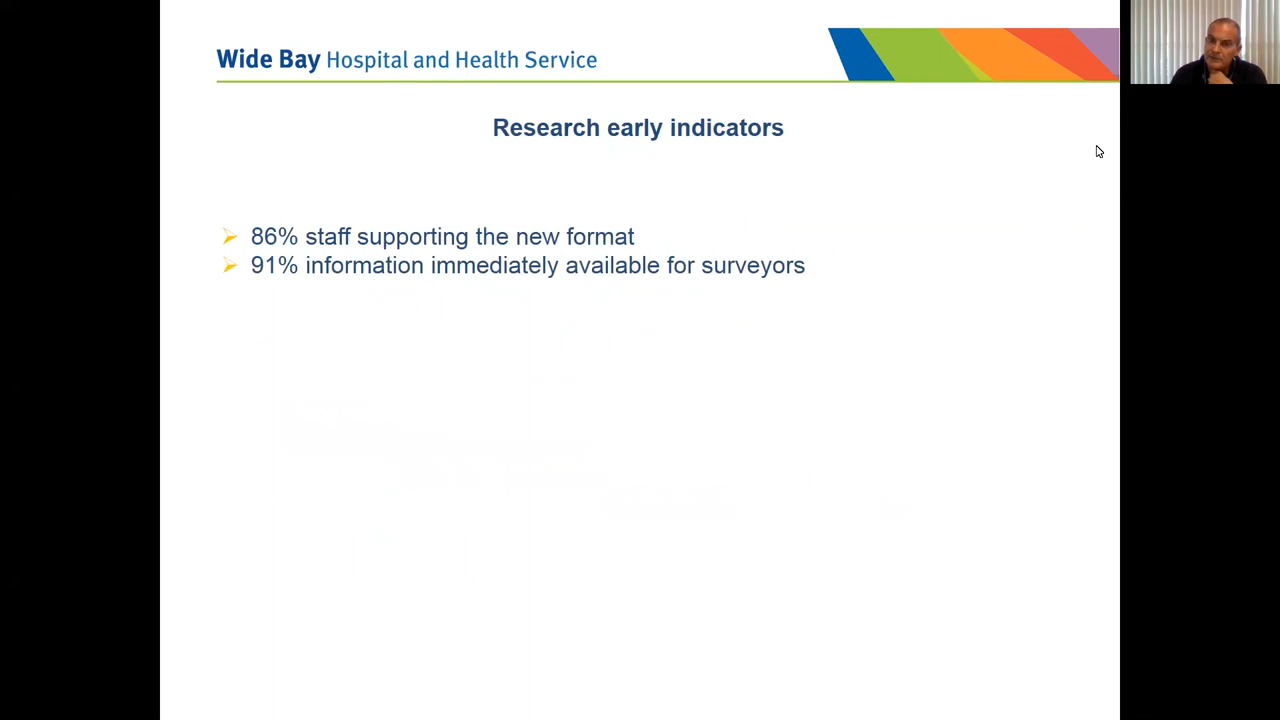 Wide Bay Hospital and Health Service
Research early indicators
86% staff supporting the new format
91% information immediately available for surveyors